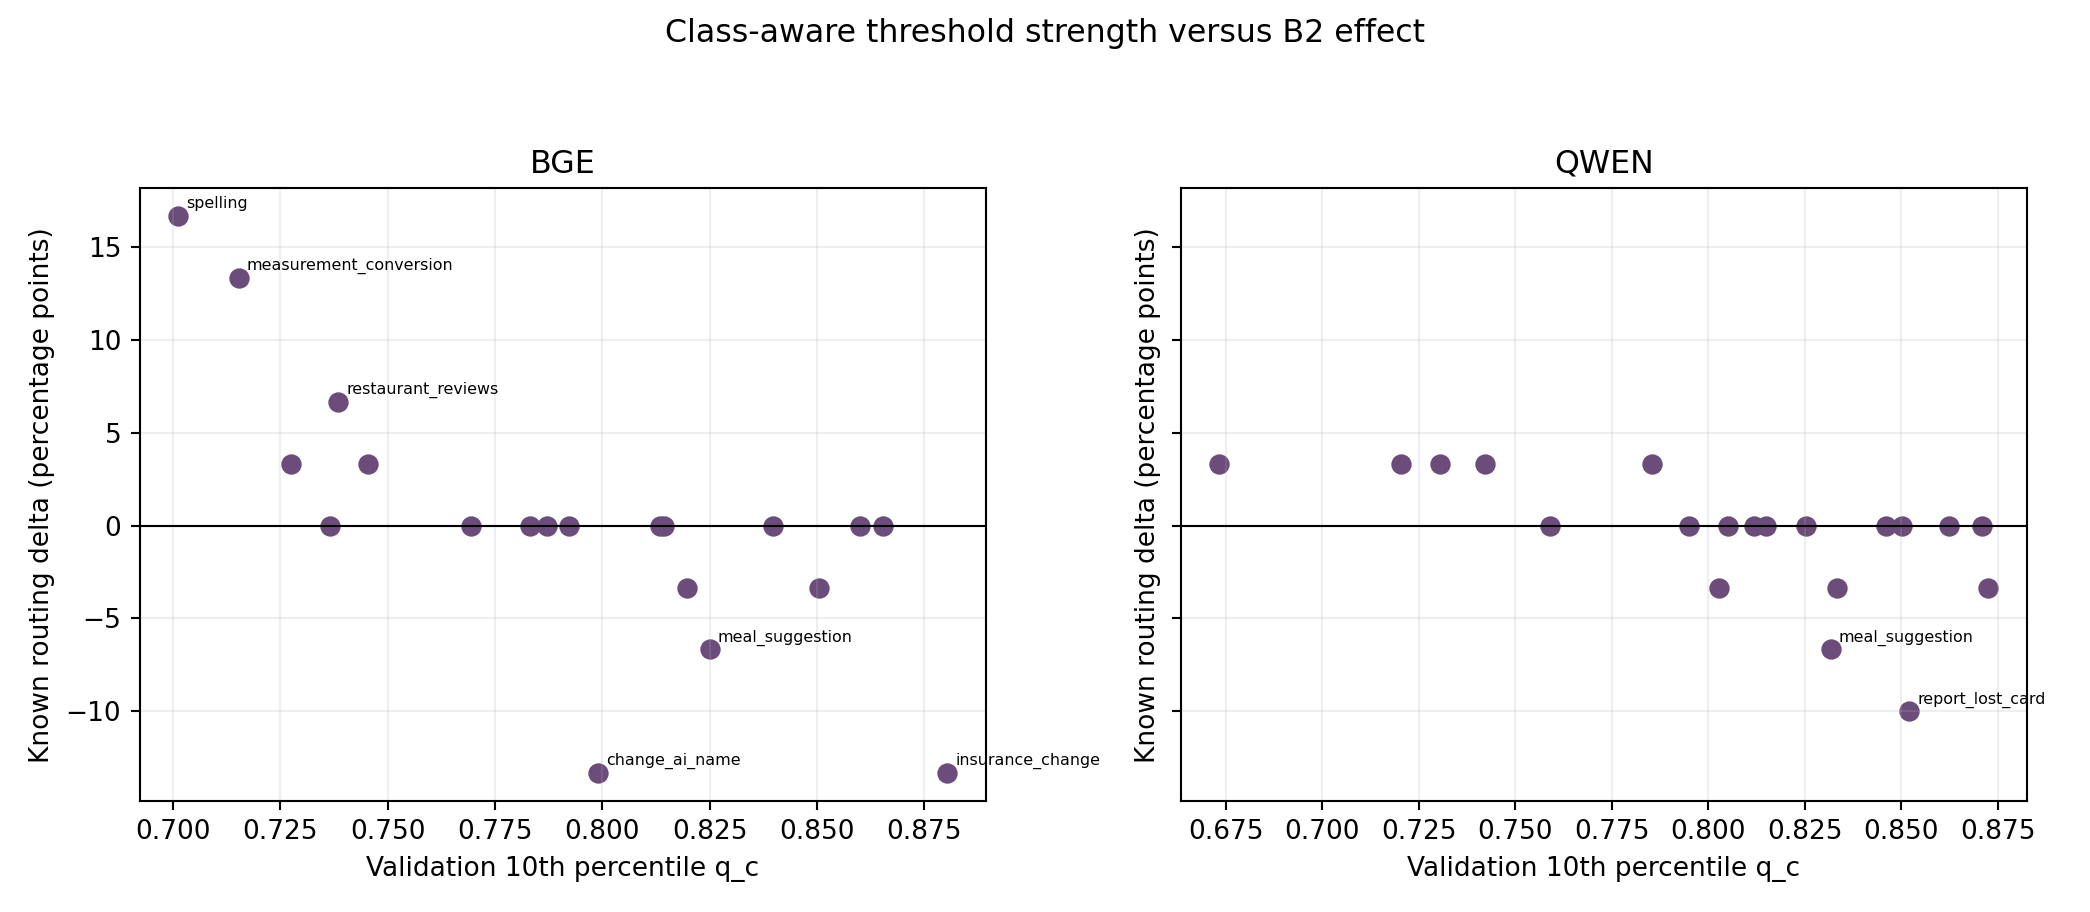 Class-aware threshold strength versus B2 effect
BGE
Known routing delta (percentage points)
15
10
5
0
−5
−10
spelling
measurement_conversion
restaurant_reviews
meal_suggestion
change_ai_name
insurance_change
0.700 0.725 0.750 0.775 0.800 0.825 0.850 0.875
Validation 10th percentile q_c
QWEN
Known routing delta (percentage points)
meal_suggestion
report_lost_card
0.675 0.700 0.725 0.750 0.775 0.800 0.825 0.850 0.875
Validation 10th percentile q_c